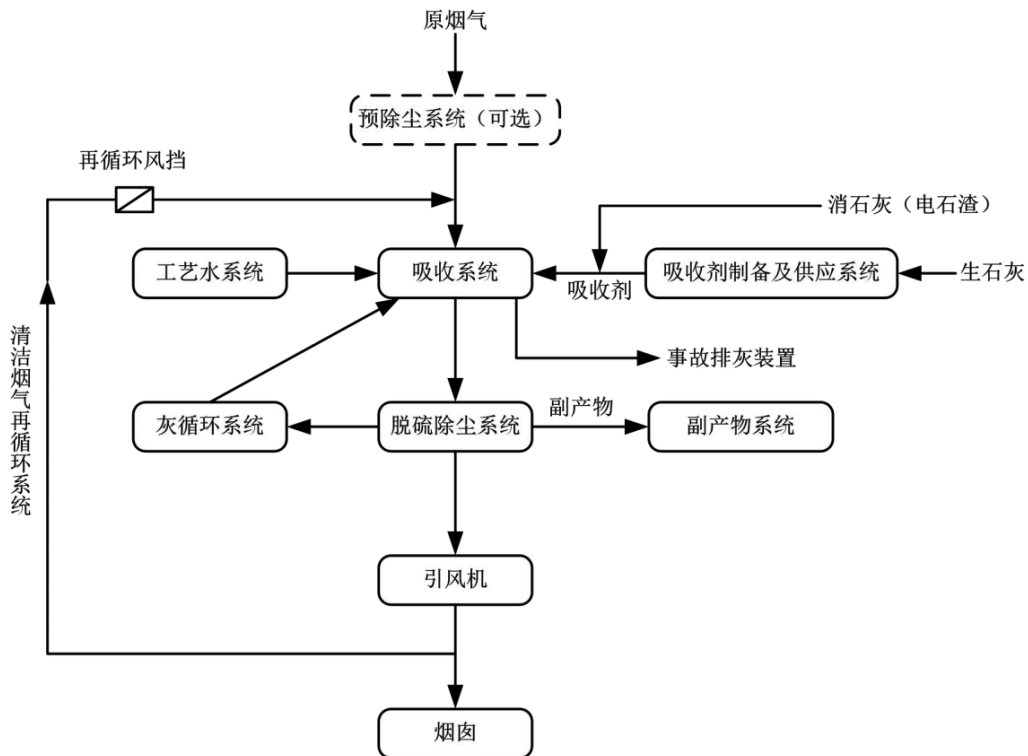 原烟气
预除尘系统（可选）
再循环风挡
消石灰（电石渣）
工艺水系统
吸收系统
吸收剂
吸收剂制备及供应系统
生石灰
清洁烟气再循环系统
事故排灰装置
灰循环系统
脱硫除尘系统
副产物
副产物系统
引风机
烟囱